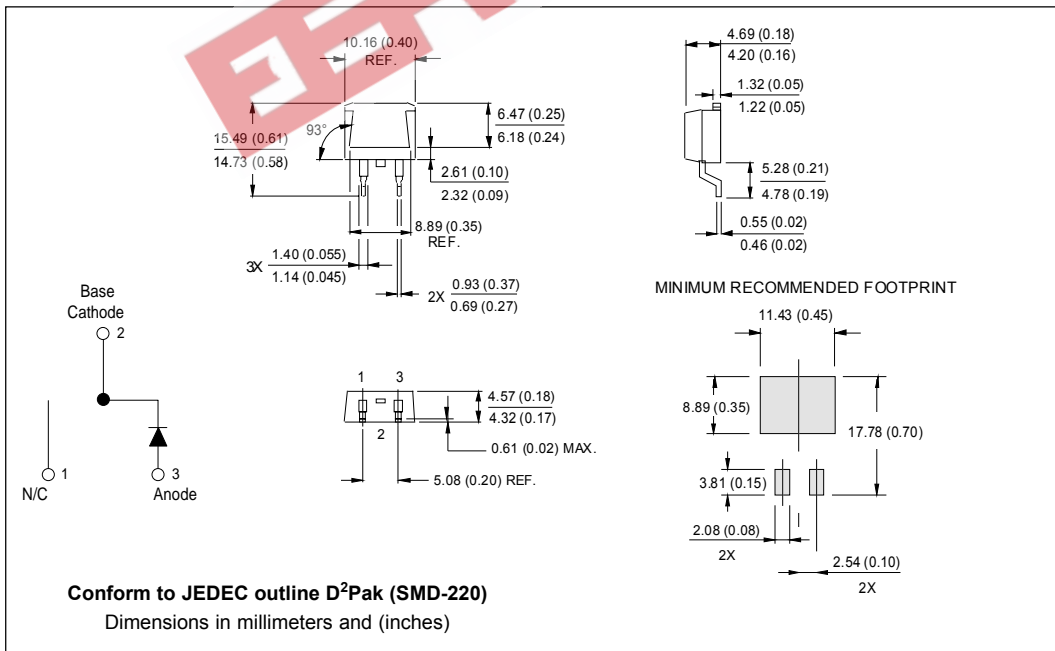 10.16 (0.40)
REF.
15.49 (0.61)
14.73 (0.58)
93°
6.47 (0.25)
6.18 (0.24)
2.61 (0.10)
2.32 (0.09)
8.89 (0.35)
REF.
3X
1.40 (0.055)
1.14 (0.045)
2X
0.93 (0.37)
0.69 (0.27)
4.69 (0.18)
4.20 (0.16)
1.32 (0.05)
1.22 (0.05)
5.28 (0.21)
4.78 (0.19)
0.55 (0.02)
0.46 (0.02)
Base
Cathode
2
1
N/C
3
Anode
1 3
2
4.57 (0.18)
4.32 (0.17)
0.61 (0.02) MAX.
5.08 (0.20) REF.
MINIMUM RECOMMENDED FOOTPRINT
11.43 (0.45)
8.89 (0.35)
17.78 (0.70)
3.81 (0.15)
2.08 (0.08)
2X
2.54 (0.10)
2X
Conform to JEDEC outline D²Pak (SMD-220)
Dimensions in millimeters and (inches)